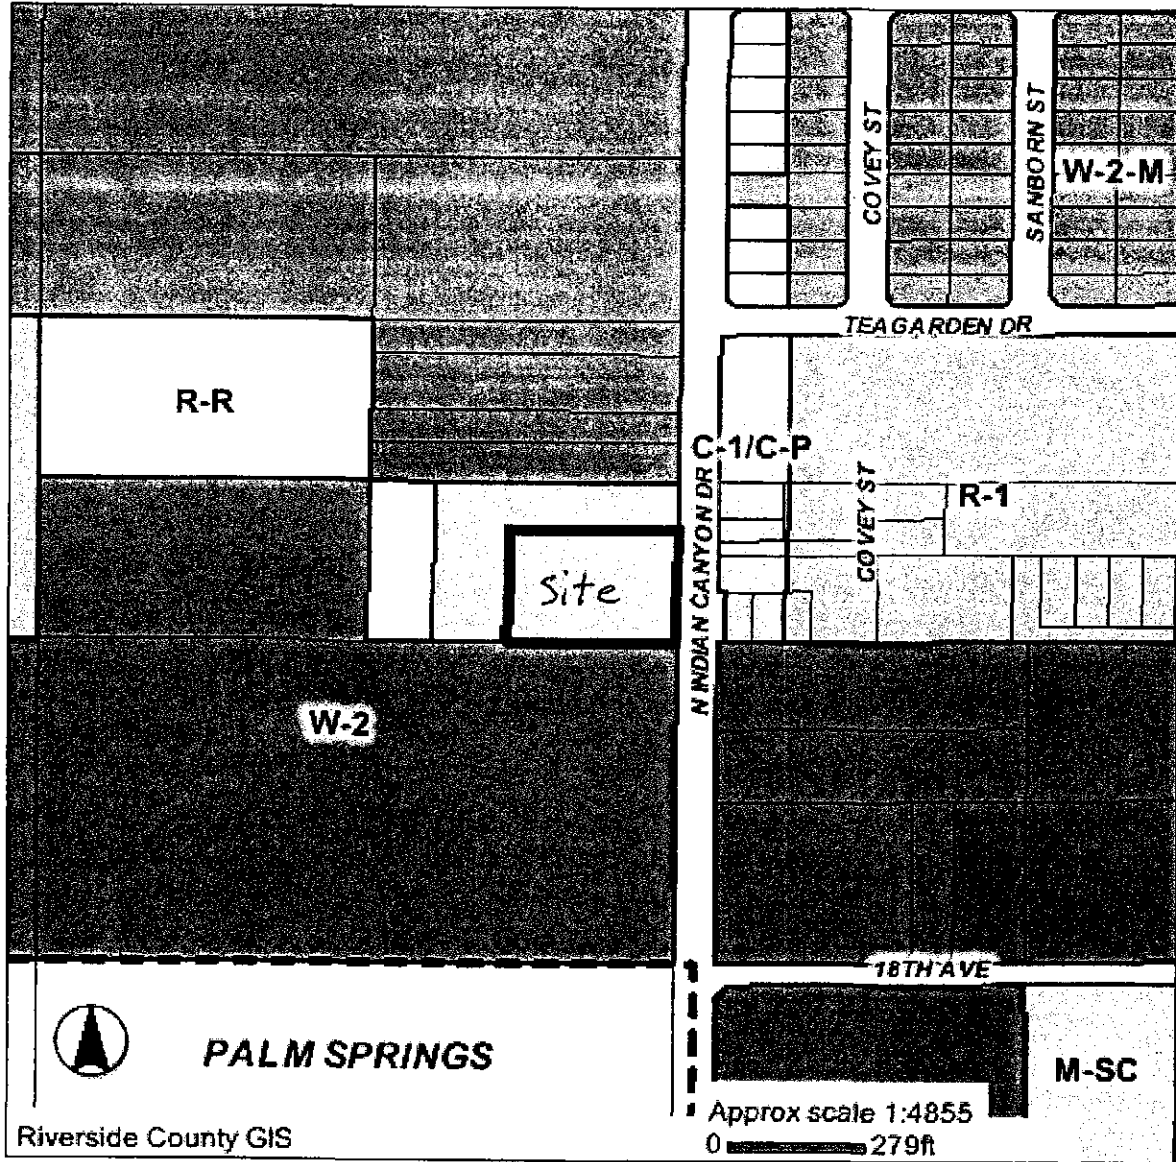 COVEY ST
SANBORN ST
W-2-M
TEAGARDEN DR
R-R
C-1/C-P
N INDIAN CANYON DR
COVEY ST
R-1
site
W-2
18TH AVE
PALM SPRINGS
M-SC
Approx scale 1:4855
0 279ft
Riverside County GIS